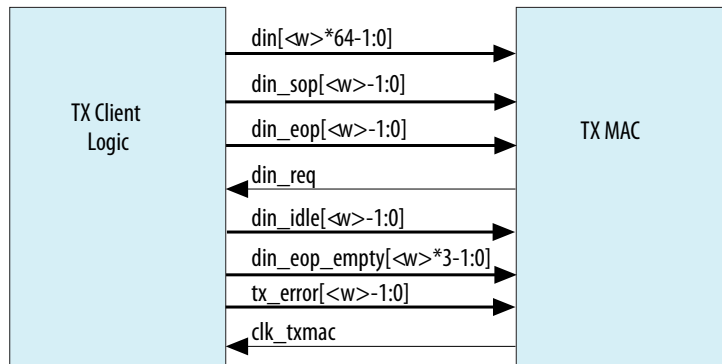 din[<w>*64-1:0]
din_sop[<w>-1:0]
TX Client
Logic
din_eop[<w>-1:0]
TX MAC
din_req
din_idle[<w>-1:0]
din_eop_empty[<w>*3-1:0]
tx_error[<w>-1:0]
clk_txmac